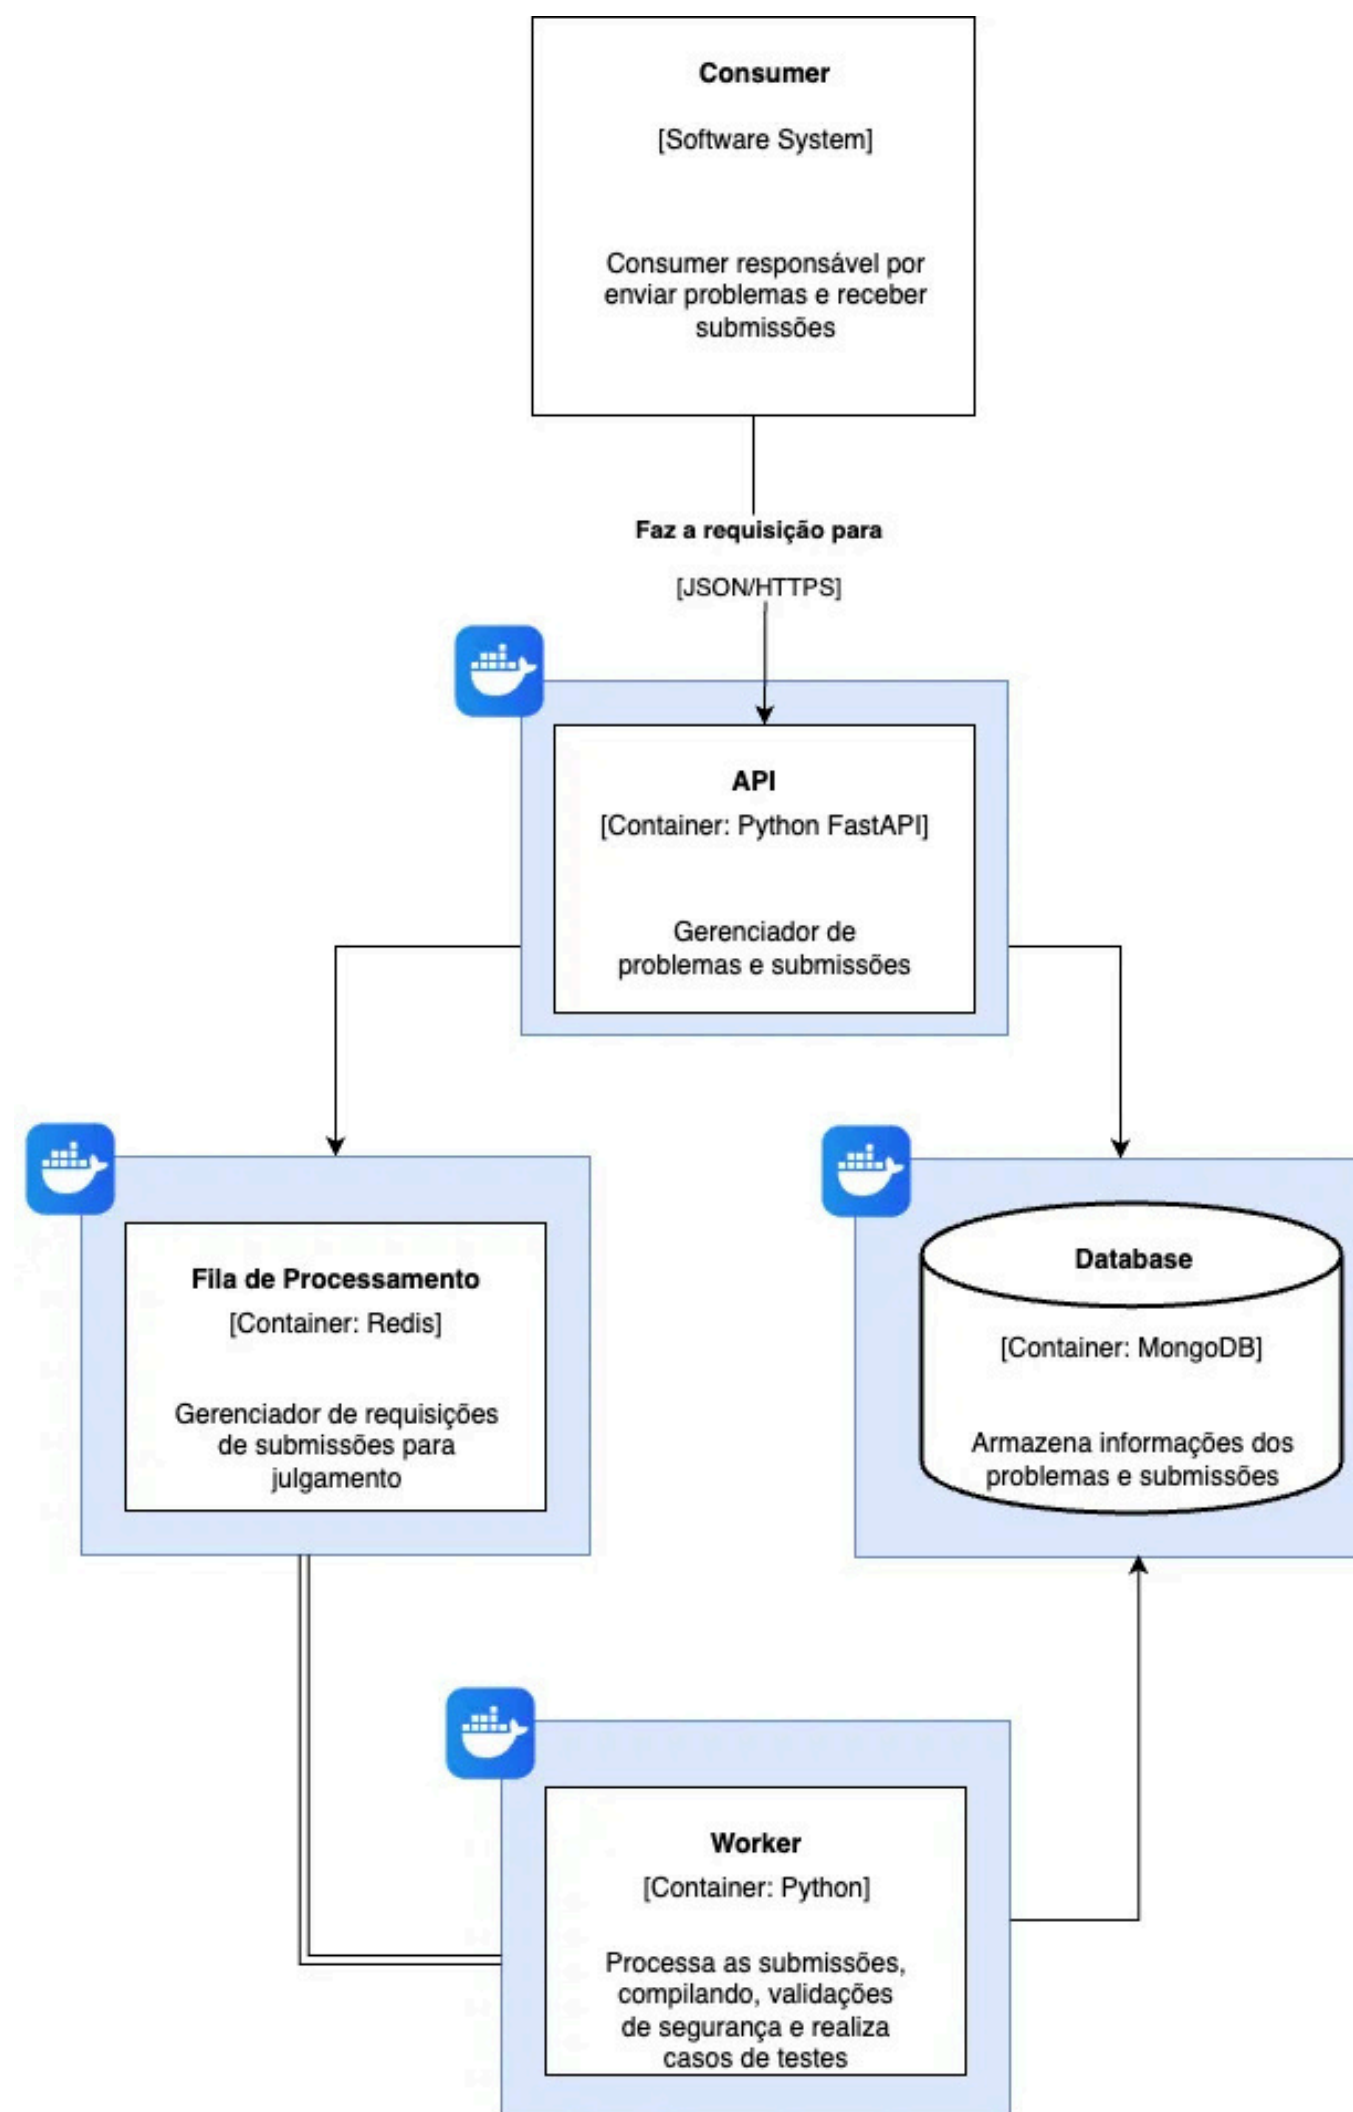 Consumer
[Software System]
Consumer responsável por
enviar problemas e receber
submissões
Faz a requisição para
[JSON/HTTPS]
API
[Container: Python FastAPI]
Gerenciador de
problemas e submissões
Fila de Processamento
[Container: Redis]
Gerenciador de requisições
de submissões para
julgamento
Database
[Container: MongoDB]
Armazena informações dos
problemas e submissões
Worker
[Container: Python]
Processa as submissões,
compilando, validações
de segurança e realiza
casos de testes